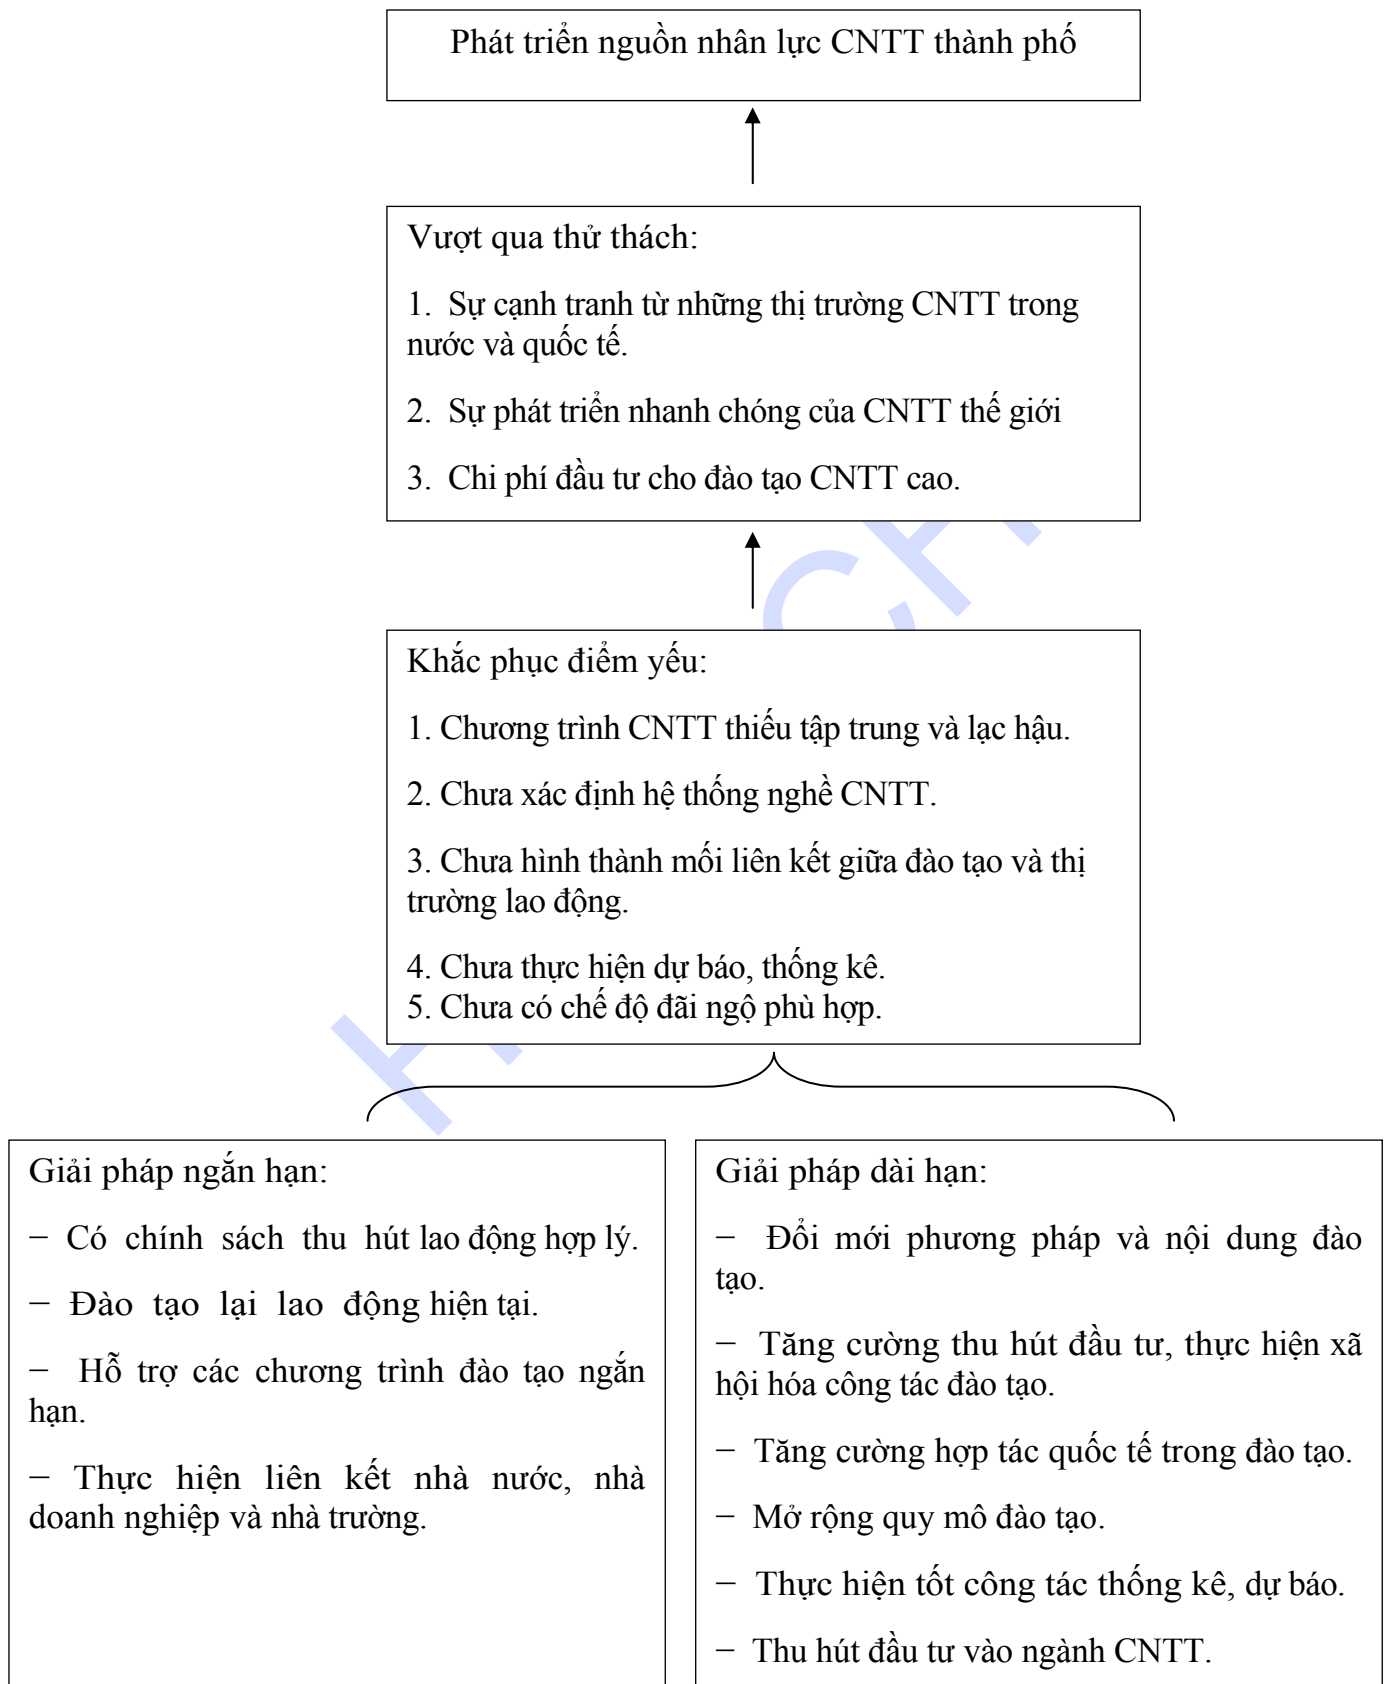 Phát triển nguồn nhân lực CNTT thành phố
Vượt qua thử thách:
1. Sự cạnh tranh từ những thị trường CNTT trong
nước và quốc tế.
2. Sự phát triển nhanh chóng của CNTT thế giới
3. Chi phí đầu tư cho đào tạo CNTT cao.
Khắc phục điểm yếu:
1. Chương trình CNTT thiếu tập trung và lạc hậu.
2. Chưa xác định hệ thống nghề CNTT.
3. Chưa hình thành mối liên kết giữa đào tạo và thị
trường lao động.
4. Chưa thực hiện dự báo, thống kê.
5. Chưa có chế độ đãi ngộ phù hợp.
Giải pháp ngắn hạn:
− Có chính sách thu hút lao động hợp lý.
− Đào tạo lại lao động hiện tại.
− Hỗ trợ các chương trình đào tạo ngắn
hạn.
− Thực hiện liên kết nhà nước, nhà
doanh nghiệp và nhà trường.
Giải pháp dài hạn:
− Đổi mới phương pháp và nội dung đào
tạo.
− Tăng cường thu hút đầu tư, thực hiện xã
hội hóa công tác đào tạo.
− Tăng cường hợp tác quốc tế trong đào tạo.
− Mở rộng quy mô đào tạo.
− Thực hiện tốt công tác thống kê, dự báo.
− Thu hút đầu tư vào ngành CNTT.